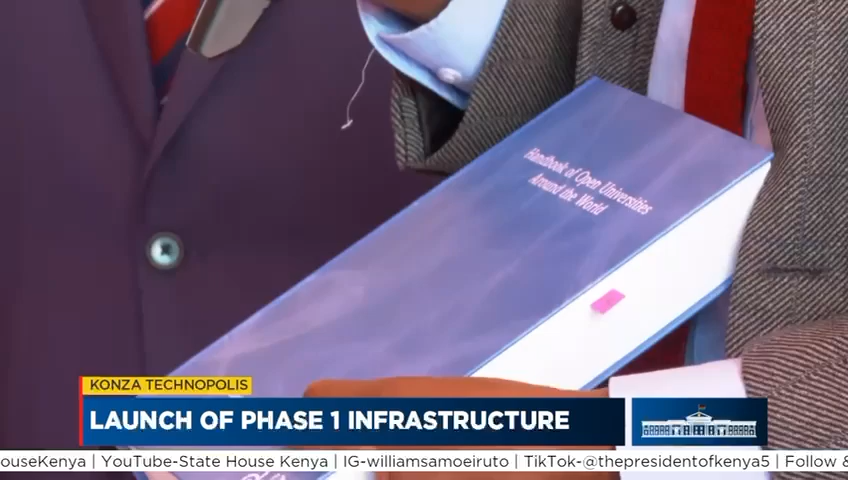 Handbook of Open Universities
Around the World
KONZA TECHNOPOLIS
LAUNCH OF PHASE 1 INFRASTRUCTURE
ouseKenya | YouTube-State House Kenya | IG-williamsamoeiruto | TikTok-@thepresidentofkenya5 | Follow &